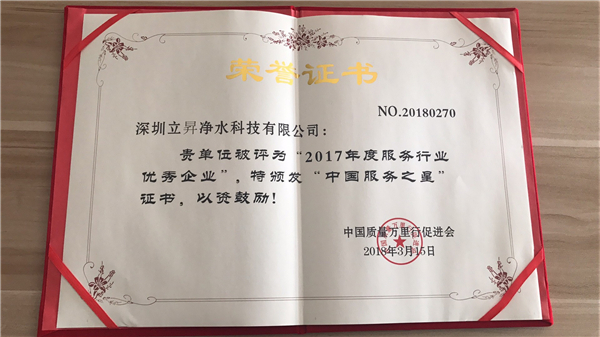 荣誉证书
NO.20180270
深圳立昇净水科技有限公司：
贵单位被评为“2017年度服务行业
优秀企业”，特颁发“中国服务之星”
证书，以资鼓励！
中国质量万里行促进会
2018年3月15日